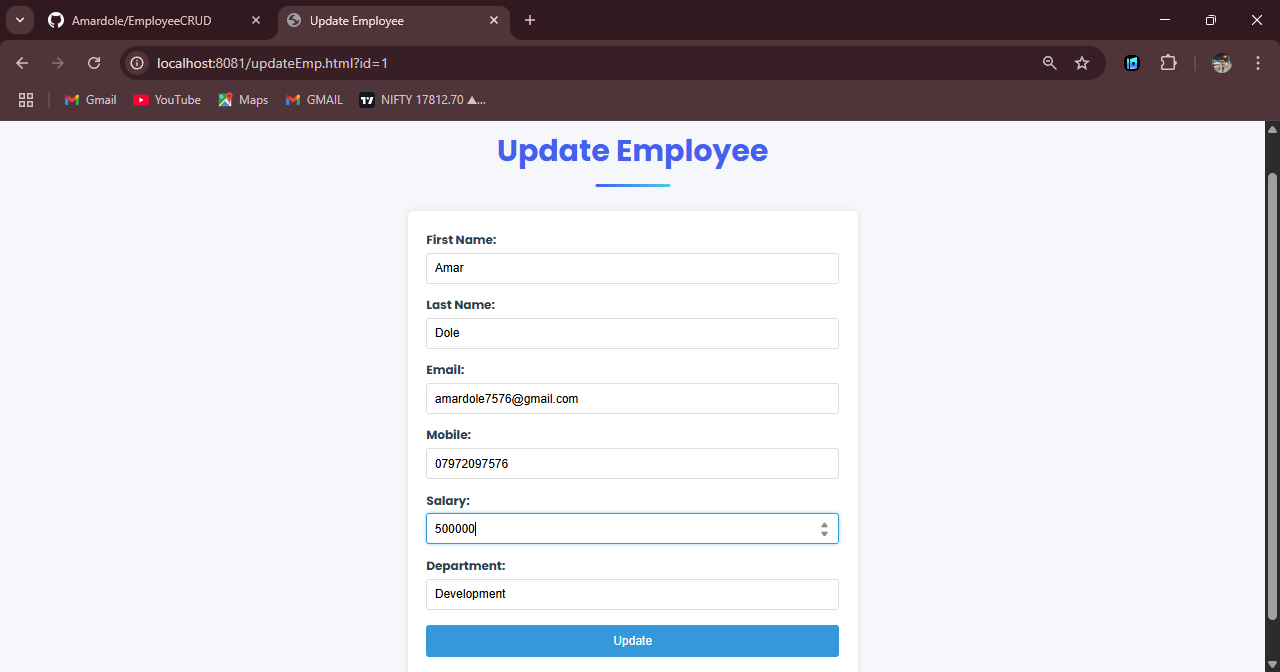 Amardole/EmployeeCRUD
Update Employee
localhost:8081/updateEmp.html?id=1
Gmail YouTube Maps GMAIL NIFTY 17812.70 ▲...
Update Employee
First Name:
Amar
Last Name:
Dole
Email:
amardole7576@gmail.com
Mobile:
07972097576
Salary:
500000
Department:
Development
Update